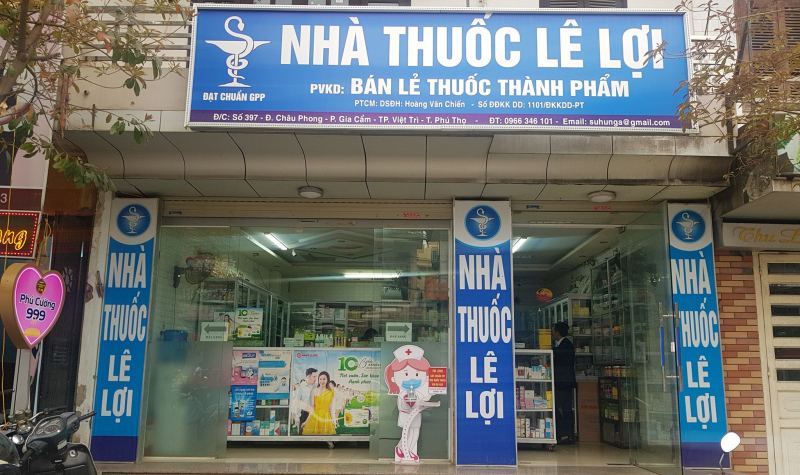 NHÀ THUỐC LÊ LỢI
ĐẠT CHUẨN GPP
PVKD: BÁN LẺ THUỐC THÀNH PHẨM
PTCM: DSĐH: Hoàng Văn Chiến - Số ĐĐKK DD: 1101/ĐKKDD-PT
Đ/C: Số 397 - Đ. Châu Phong - P. Gia Cẩm - TP. Việt Trì - T. Phú Thọ - ĐT: 0966 346 101 - Email: suhunga@gmail.com
Phú Cường
999
NHÀ
THUỐC
LÊ
LỢI
NHÀ
THUỐC
LÊ
LỢI
NHÀ
THUỐC
LÊ
LỢI
10